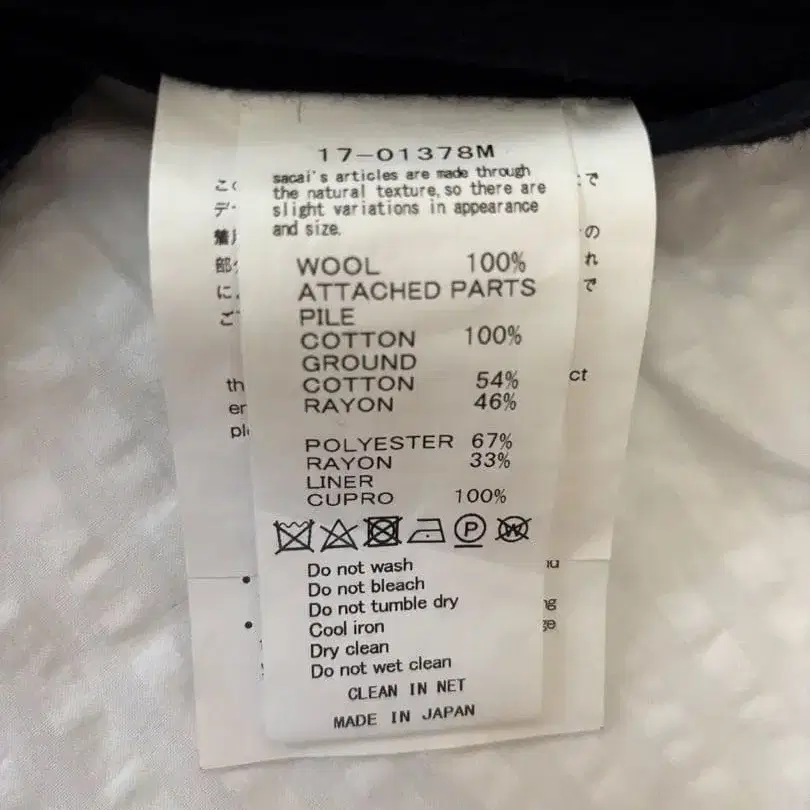 17-01378M
sacai's articles are made through
the natural texture, so there are
slight variations in appearance
and size.
WOOL 100%
ATTACHED PARTS
PILE
COTTON 100%
GROUND
COTTON 54%
RAYON 46%
POLYESTER 67%
RAYON 33%
LINER
CUPRO 100%
P
W
Do not wash
Do not bleach
Do not tumble dry
Cool iron
Dry clean
Do not wet clean
CLEAN IN NET
MADE IN JAPAN